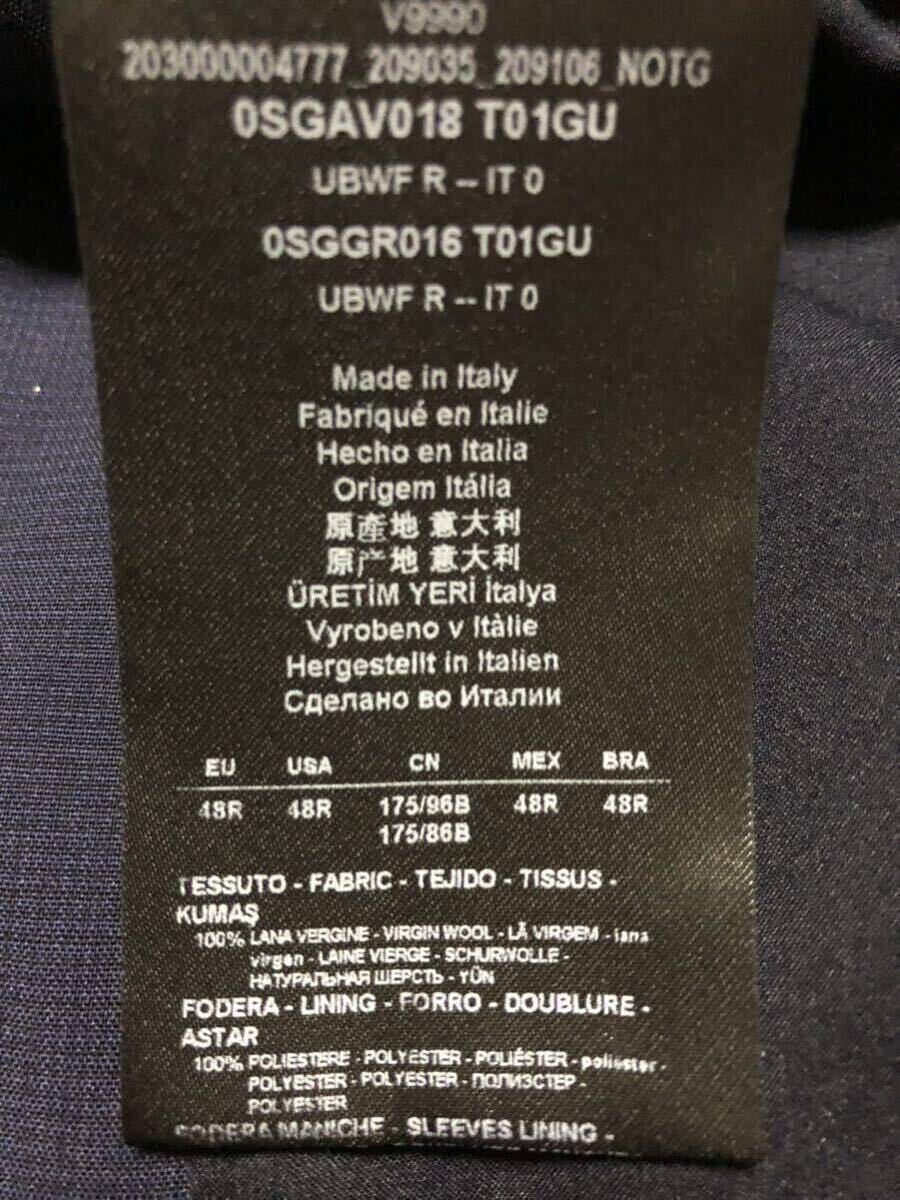 V9990
203000004777_209035_209106_NOTG
0SGAV018 T01GU
UBWF R -- IT 0
0SGGR016 T01GU
UBWF R -- IT 0
Made in Italy
Fabriqué en Italie
Hecho en Italia
Origem Itália
原産地 意大利
原产地 意大利
ÜRETİM YERİ İtalya
Vyrobeno v Itàlie
Hergestellt in Italien
Сделано во Италии
EU USA CN MEX BRA
48R 48R 175/96B 48R 48R
175/86B
TESSUTO - FABRIC - TEJIDO - TISSUS -
KUMAŞ
100% LANA VERGINE - VIRGIN WOOL - LÃ VIRGEM - lana
virgen - LAINE VIERGE - SCHURWOLLE -
НАТУРАЛЬНАЯ ШЕРСТЬ - YÜN
FODERA - LINING - FORRO - DOUBLURE -
ASTAR
100% POLIESTERE - POLYESTER - POLIÉSTER - poliester -
POLYESTER - POLYESTER - ПОЛИЭСТЕР -
POLYESTER
FODERA MANICHE - SLEEVES LINING -